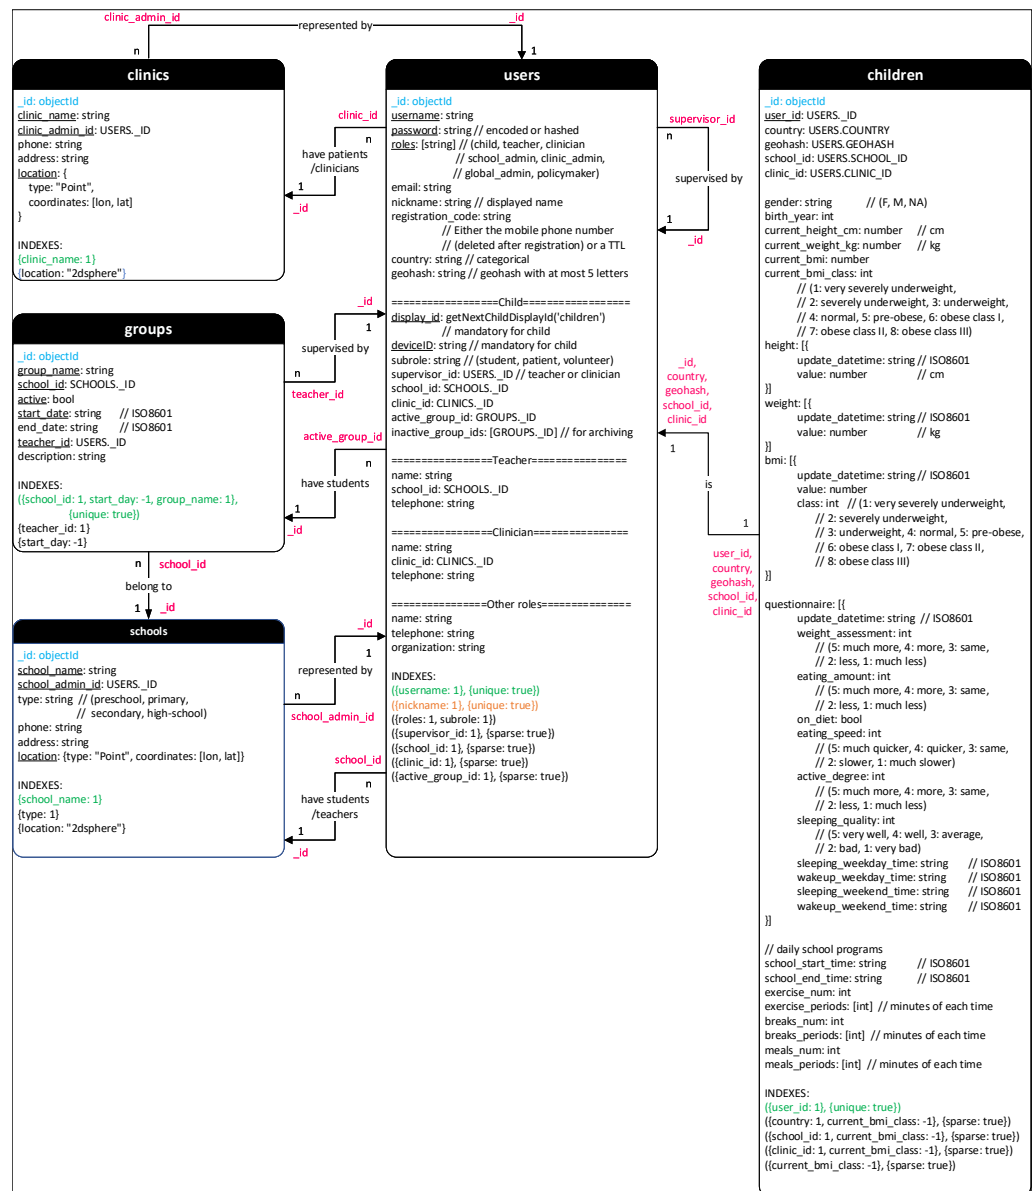 clinic_admin_id
represented by
_id
n
1
clinics
_id: objectId
clinic_name: string
clinic_admin_id: USERS._ID
phone: string
address: string
location: {
type: "Point",
coordinates: [lon, lat]
}
INDEXES:
{clinic_name: 1}
{location: "2dsphere"}
clinic_id
n
have patients
/clinicians
1
_id
groups
_id: objectId
group_name: string
school_id: SCHOOLS._ID
active: bool
start_date: string // ISO8601
end_date: string // ISO8601
teacher_id: USERS._ID
description: string
INDEXES:
({school_id: 1, start_day: -1, group_name: 1},
{unique: true})
{teacher_id: 1}
{start_day: -1}
_id
1
supervised by
n
teacher_id
active_group_id
n
have students
1
_id
n
school_id
belong to
1
_id
schools
_id: objectId
school_name: string
school_admin_id: USERS._ID
type: string // (preschool, primary,
// secondary, high-school)
phone: string
address: string
location: {type: "Point", coordinates: [lon, lat]}
INDEXES:
{school_name: 1}
{type: 1}
{location: "2dsphere"}
_id
1
represented by
n
school_admin_id
school_id
n
have students
/teachers
1
_id
users
_id: objectId
username: string
password: string // encoded or hashed
roles: [string] // (child, teacher, clinician
// school_admin, clinic_admin,
// global_admin, policymaker)
email: string
nickname: string // displayed name
registration_code: string
// Either the mobile phone number
// (deleted after registration) or a TTL
country: string // categorical
geohash: string // geohash with at most 5 letters
==================Child==================
display_id: getNextChildDisplayId('children')
// mandatory for child
deviceID: string // mandatory for child
subrole: string // (student, patient, volunteer)
supervisor_id: USERS._ID // teacher or clinician
school_id: SCHOOLS._ID
clinic_id: CLINICS._ID
active_group_id: GROUPS._ID
inactive_group_ids: [GROUPS._ID] // for archiving
=================Teacher================
name: string
school_id: SCHOOLS._ID
telephone: string
=================Clinician================
name: string
clinic_id: CLINICS._ID
telephone: string
================Other roles===============
name: string
telephone: string
organization: string
INDEXES:
({username: 1}, {unique: true})
({nickname: 1}, {unique: true})
({roles: 1, subrole: 1})
({supervisor_id: 1}, {sparse: true})
({school_id: 1}, {sparse: true})
({clinic_id: 1}, {sparse: true})
({active_group_id: 1}, {sparse: true})
supervisor_id
n
supervised by
1
_id
_id,
country,
geohash,
school_id,
clinic_id
1
is
1
user_id,
country,
geohash,
school_id,
clinic_id
children
_id: objectId
user_id: USERS._ID
country: USERS.COUNTRY
geohash: USERS.GEOHASH
school_id: USERS.SCHOOL_ID
clinic_id: USERS.CLINIC_ID
gender: string // (F, M, NA)
birth_year: int
current_height_cm: number // cm
current_weight_kg: number // kg
current_bmi: number
current_bmi_class: int
// (1: very severely underweight,
// 2: severely underweight, 3: underweight,
// 4: normal, 5: pre-obese, 6: obese class I,
// 7: obese class II, 8: obese class III)
height: [{
update_datetime: string // ISO8601
value: number // cm
}]
weight: [{
update_datetime: string // ISO8601
value: number // kg
}]
bmi: [{
update_datetime: string // ISO8601
value: number
class: int // (1: very severely underweight,
// 2: severely underweight,
// 3: underweight, 4: normal, 5: pre-obese,
// 6: obese class I, 7: obese class II,
// 8: obese class III)
}]
questionnaire: [{
update_datetime: string // ISO8601
weight_assessment: int
// (5: much more, 4: more, 3: same,
// 2: less, 1: much less)
eating_amount: int
// (5: much more, 4: more, 3: same,
// 2: less, 1: much less)
on_diet: bool
eating_speed: int
// (5: much quicker, 4: quicker, 3: same,
// 2: slower, 1: much slower)
active_degree: int
// (5: much more, 4: more, 3: same,
// 2: less, 1: much less)
sleeping_quality: int
// (5: very well, 4: well, 3: average,
// 2: bad, 1: very bad)
sleeping_weekday_time: string // ISO8601
wakeup_weekday_time: string // ISO8601
sleeping_weekend_time: string // ISO8601
wakeup_weekend_time: string // ISO8601
}]
// daily school programs
school_start_time: string // ISO8601
school_end_time: string // ISO8601
exercise_num: int
exercise_periods: [int] // minutes of each time
breaks_num: int
breaks_periods: [int] // minutes of each time
meals_num: int
meals_periods: [int] // minutes of each time
INDEXES:
({user_id: 1}, {unique: true})
({country: 1, current_bmi_class: -1}, {sparse: true})
({school_id: 1, current_bmi_class: -1}, {sparse: true})
({clinic_id: 1, current_bmi_class: -1}, {sparse: true})
({current_bmi_class: -1}, {sparse: true})